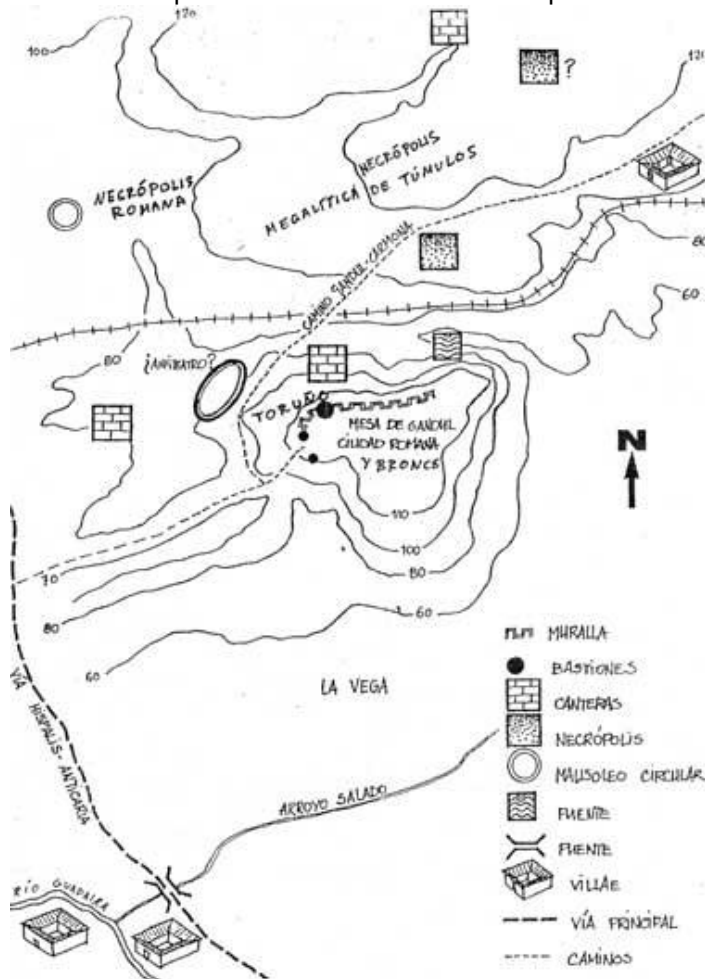 120
100
?
120
NECRÓPOLIS
MEGALÍTICA DE TÚMULOS
NECRÓPOLIS
ROMANA
CAMINO GANDUL-CARMONA
80
60
80
¿ANFITEATRO?
TORUÑO
MESA DE GANDUL
CIUDAD ROMANA
Y BRONCE
N
110
100
80
60
70
80
60
VÍA HISPALIS-ANTICARIA
LA VEGA
ARROYO SALADO
RÍO GUADAIRA
MURALLA
BASTIONES
CANTERAS
NECRÓPOLIS
MAUSOLEO CIRCULAR
FUENTE
FUENTE
VILLAE
VÍA PRINCIPAL
CAMINOS